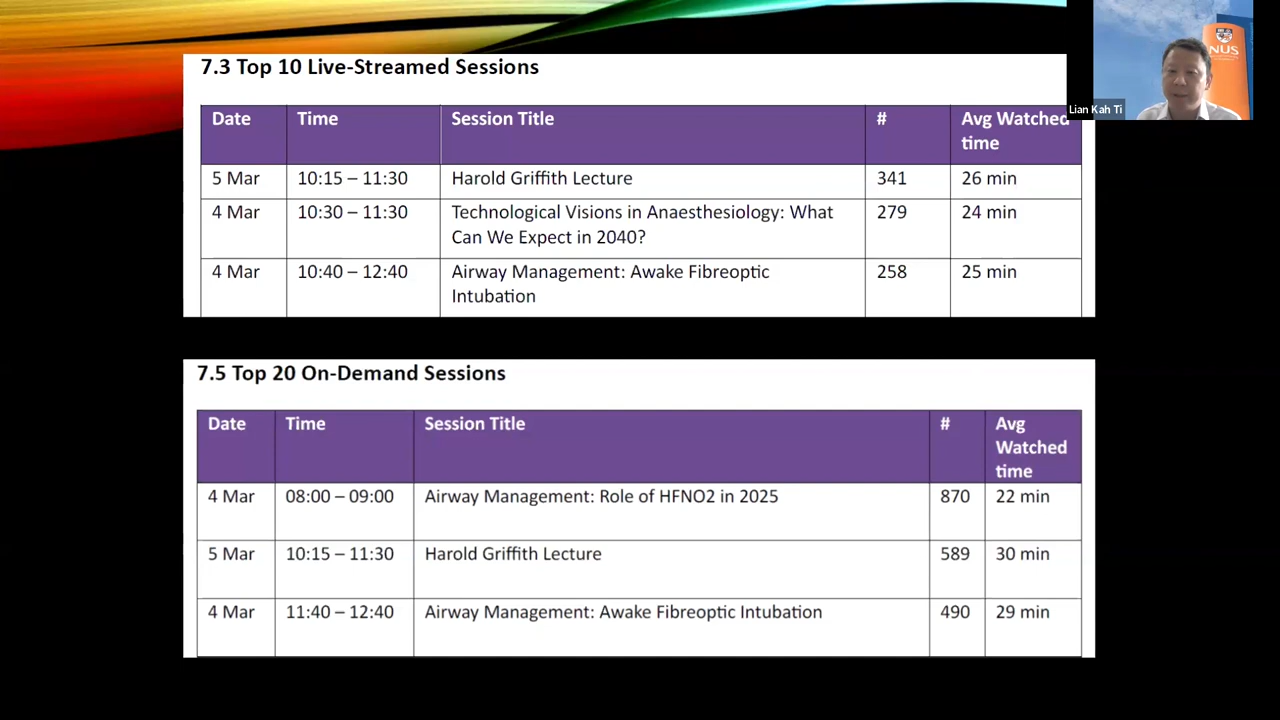 7.3 Top 10 Live-Streamed Sessions
Date Time Session Title # Avg Watched
time
5 Mar 10:15 – 11:30 Harold Griffith Lecture 341 26 min
4 Mar 10:30 – 11:30 Technological Visions in Anaesthesiology: What 279 24 min
Can We Expect in 2040?
4 Mar 10:40 – 12:40 Airway Management: Awake Fibreoptic 258 25 min
Intubation
NUS
Lian Kah Ti
7.5 Top 20 On-Demand Sessions
Date Time Session Title # Avg
Watched
time
4 Mar 08:00 – 09:00 Airway Management: Role of HFNO2 in 2025 870 22 min
5 Mar 10:15 – 11:30 Harold Griffith Lecture 589 30 min
4 Mar 11:40 – 12:40 Airway Management: Awake Fibreoptic Intubation 490 29 min